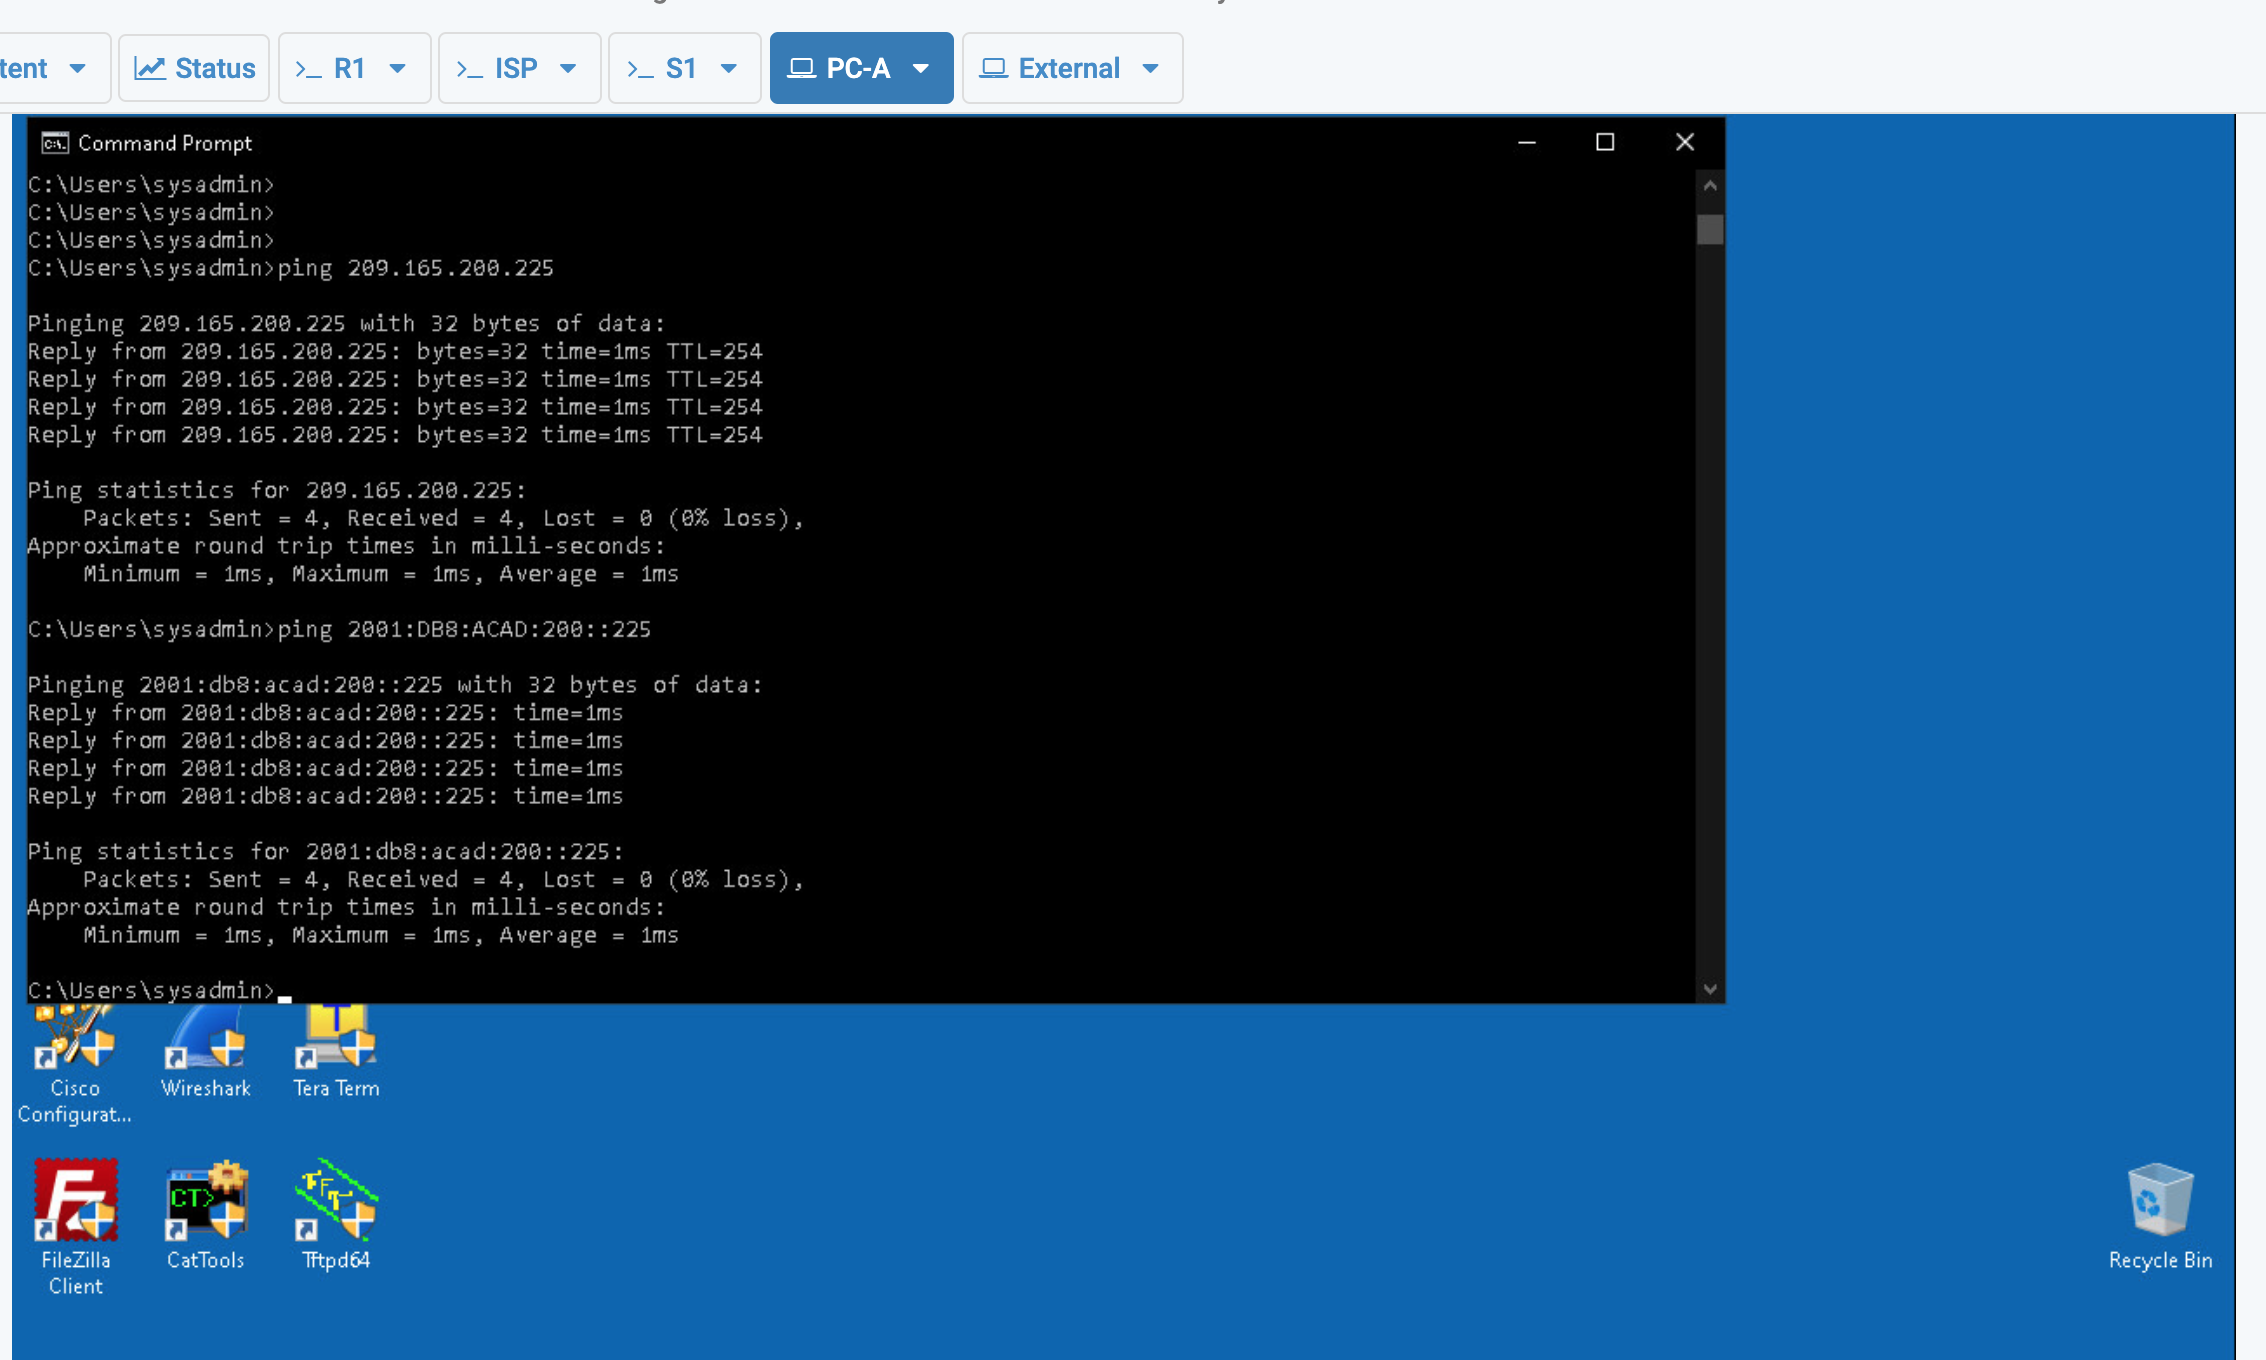 tent
Status
>_ R1
>_ ISP
>_ S1
PC-A
External
Command Prompt
C:\Users\sysadmin>
C:\Users\sysadmin>
C:\Users\sysadmin>
C:\Users\sysadmin>ping 209.165.200.225
Pinging 209.165.200.225 with 32 bytes of data:
Reply from 209.165.200.225: bytes=32 time=1ms TTL=254
Reply from 209.165.200.225: bytes=32 time=1ms TTL=254
Reply from 209.165.200.225: bytes=32 time=1ms TTL=254
Reply from 209.165.200.225: bytes=32 time=1ms TTL=254
Ping statistics for 209.165.200.225:
Packets: Sent = 4, Received = 4, Lost = 0 (0% loss),
Approximate round trip times in milli-seconds:
Minimum = 1ms, Maximum = 1ms, Average = 1ms
C:\Users\sysadmin>ping 2001:DB8:ACAD:200::225
Pinging 2001:db8:acad:200::225 with 32 bytes of data:
Reply from 2001:db8:acad:200::225: time=1ms
Reply from 2001:db8:acad:200::225: time=1ms
Reply from 2001:db8:acad:200::225: time=1ms
Reply from 2001:db8:acad:200::225: time=1ms
Ping statistics for 2001:db8:acad:200::225:
Packets: Sent = 4, Received = 4, Lost = 0 (0% loss),
Approximate round trip times in milli-seconds:
Minimum = 1ms, Maximum = 1ms, Average = 1ms
C:\Users\sysadmin>
Cisco
Configurat...
Wireshark
Tera Term
FileZilla
Client
CT>
CatTools
Tftpd64
Recycle Bin